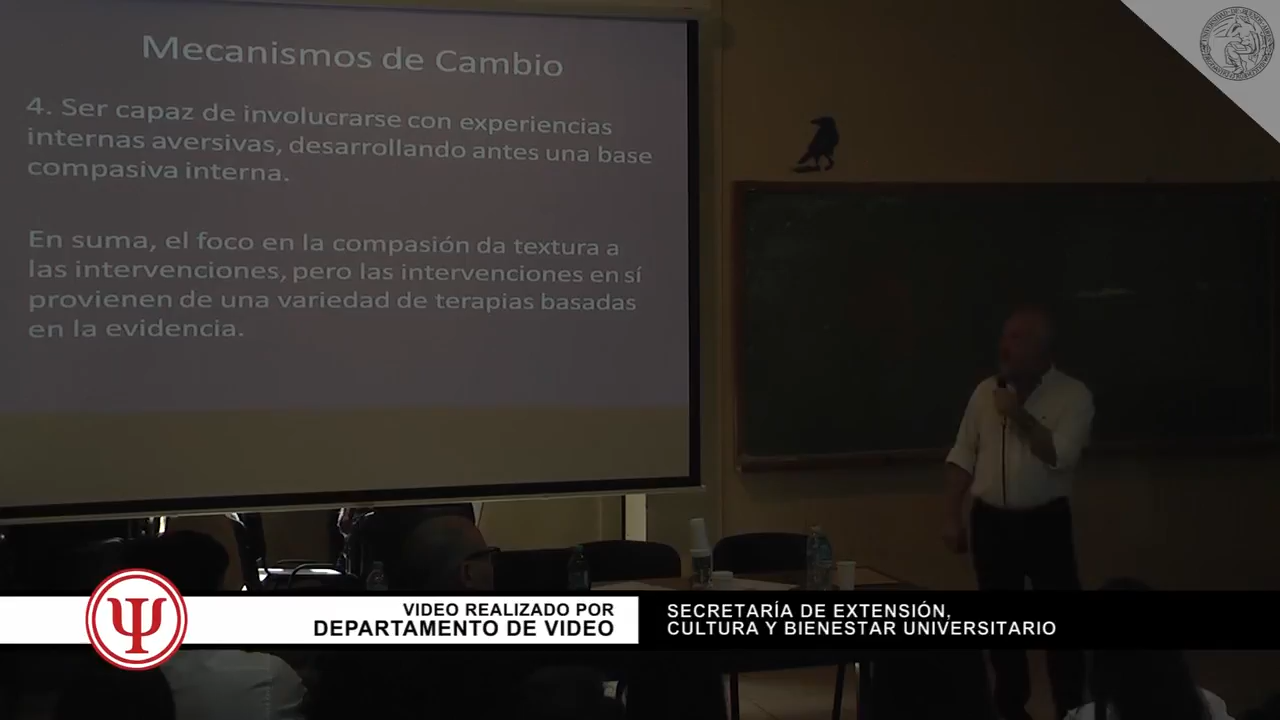 Mecanismos de Cambio
4. Ser capaz de involucrarse con experiencias
internas aversivas, desarrollando antes una base
compasiva interna.
En suma, el foco en la compasión da textura a
las intervenciones, pero las intervenciones en sí
provienen de una variedad de terapias basadas
en la evidencia.
VIDEO REALIZADO POR
DEPARTAMENTO DE VIDEO
SECRETARÍA DE EXTENSIÓN,
CULTURA Y BIENESTAR UNIVERSITARIO